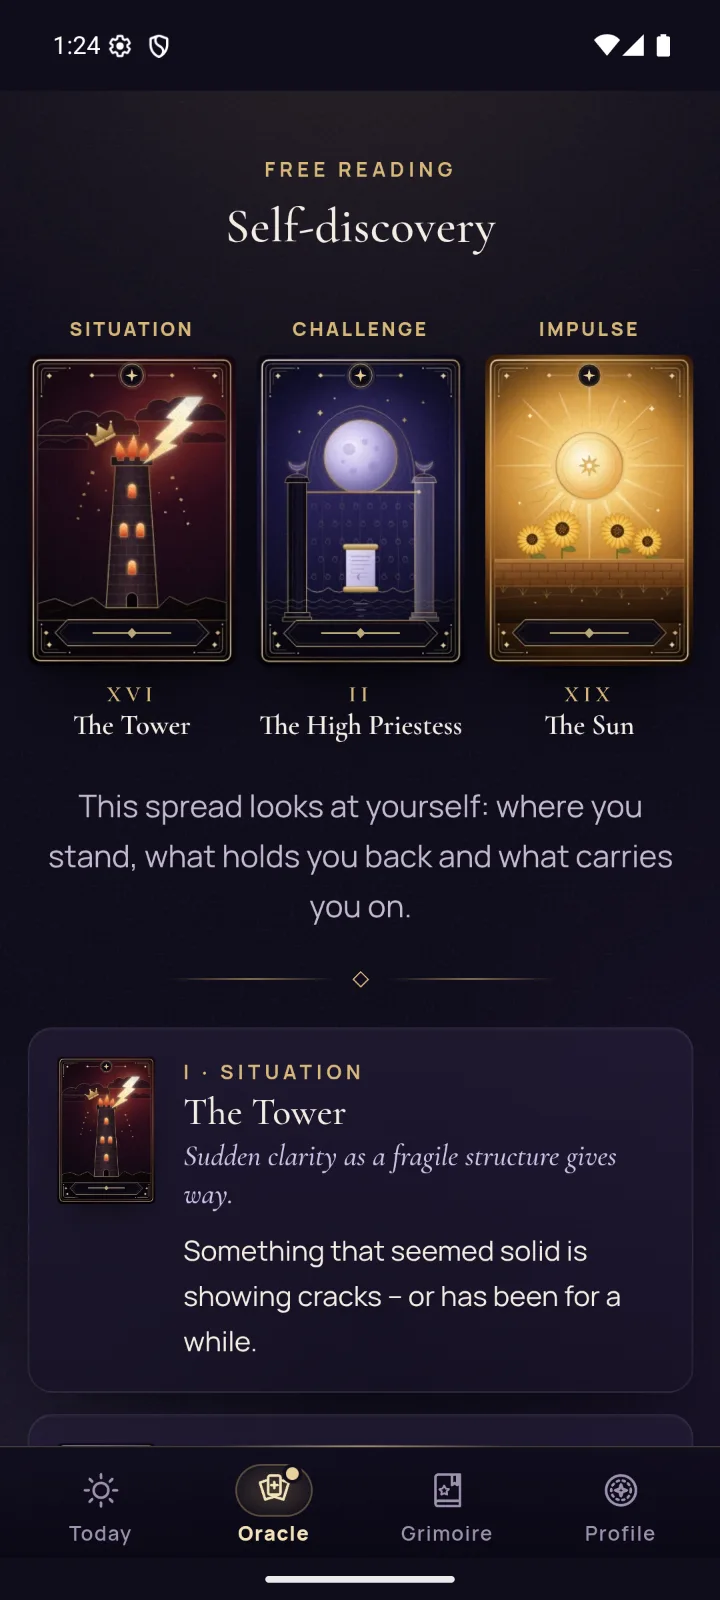 1:24
FREE READING
Self-discovery
SITUATION
CHALLENGE
IMPULSE
XVI
The Tower
II
The High Priestess
XIX
The Sun
This spread looks at yourself: where you
stand, what holds you back and what carries
you on.
I · SITUATION
The Tower
Sudden clarity as a fragile structure gives
way.
Something that seemed solid is
showing cracks – or has been for a
while.
Today
Oracle
Grimoire
Profile